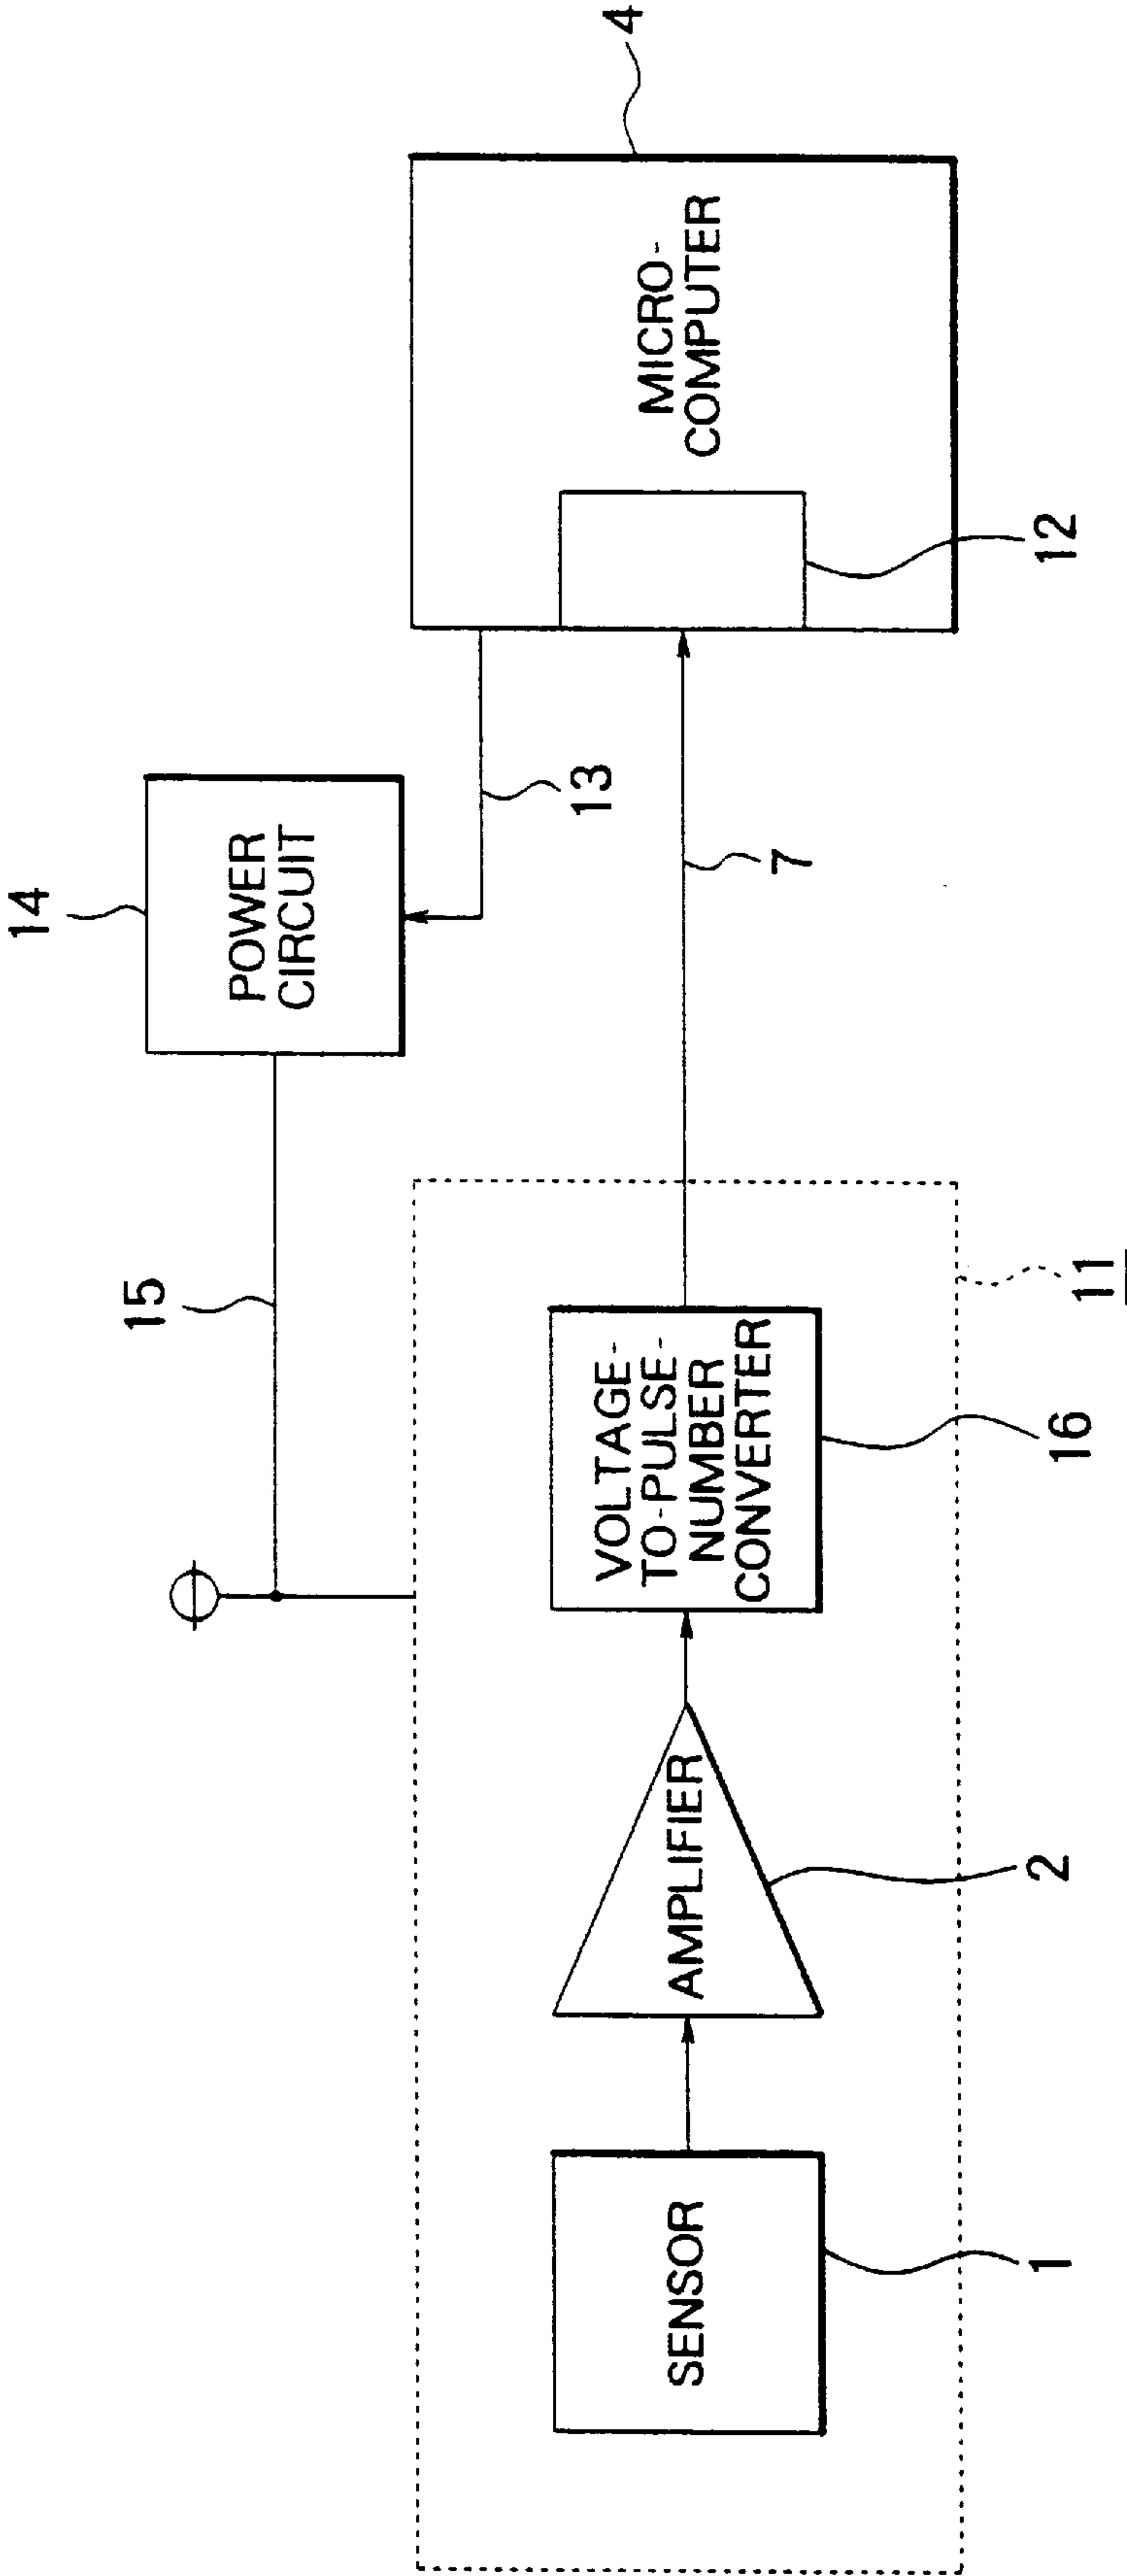 14
POWER
CIRCUIT
15
13
4
MICRO-
COMPUTER
12
7
11
VOLTAGE-
TO-PULSE-
NUMBER
CONVERTER
16
AMPLIFIER
2
SENSOR
1